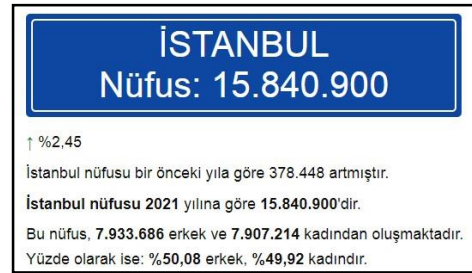 İSTANBUL
Nüfus: 15.840.900
↑ %2,45
İstanbul nüfusu bir önceki yıla göre 378.448 artmıştır.
İstanbul nüfusu 2021 yılına göre 15.840.900'dir.
Bu nüfus, 7.933.686 erkek ve 7.907.214 kadından oluşmaktadır.
Yüzde olarak ise: %50,08 erkek, %49,92 kadındır.